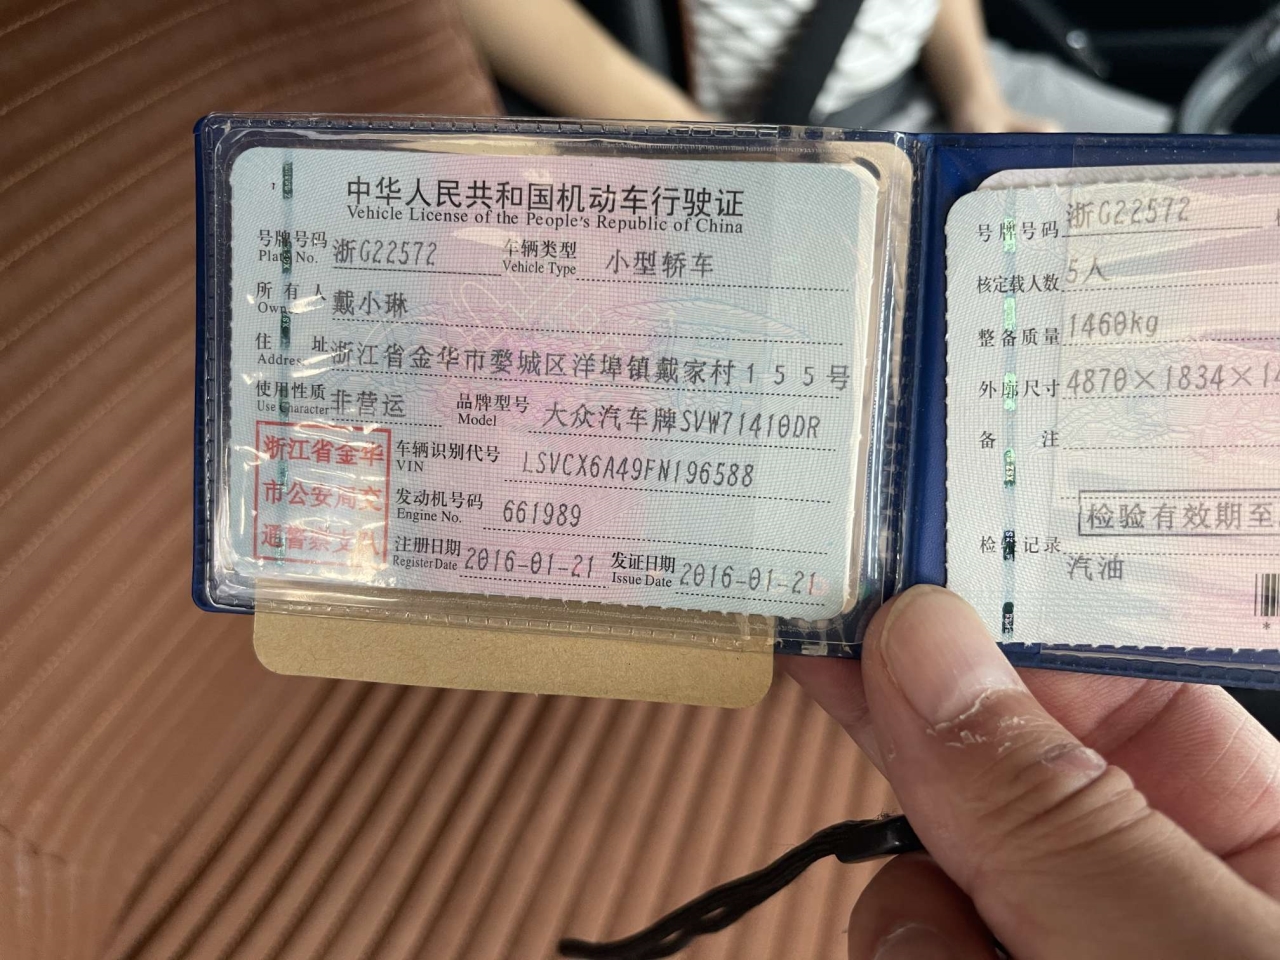 中华人民共和国机动车行驶证
Vehicle License of the People's Republic of China
号牌号码 浙G22572 车辆类型 小型轿车
Plate No. Vehicle Type
所有人 戴小琳
Owner
住址 浙江省金华市婺城区洋埠镇戴家村155号
Address
使用性质 非营运 品牌型号 大众汽车牌SVW71410DR
Use Character Model
浙江省金华
市公安局交
通警察支队
车辆识别代号 LSVCX6A49FN196588
VIN
发动机号码 661989
Engine No.
注册日期 2016-01-21 发证日期 2016-01-21
Register Date Issue Date
号牌号码 浙G22572
核定载人数 5人
整备质量 1460kg
外廓尺寸 4870×1834×14
备注
检验有效期至
检 记录
汽油
*